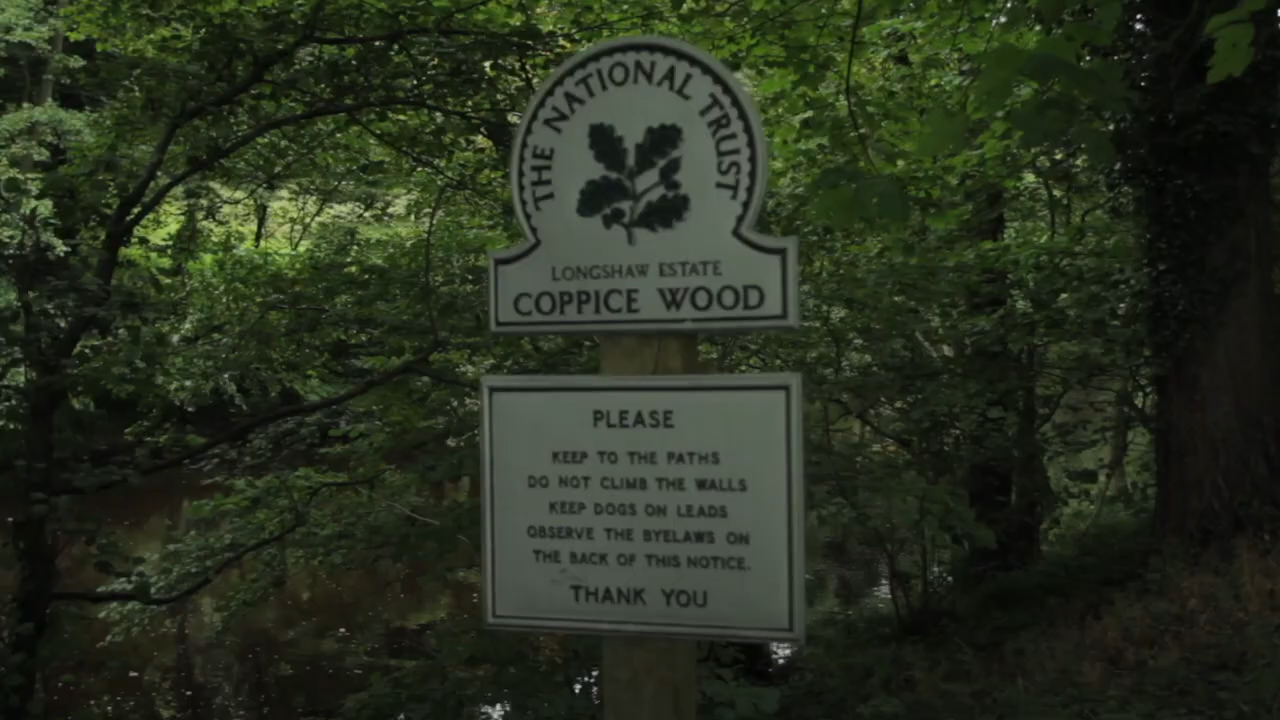 THE NATIONAL TRUST
LONGSHAW ESTATE
COPPICE WOOD
PLEASE
KEEP TO THE PATHS
DO NOT CLIMB THE WALLS
KEEP DOGS ON LEADS
OBSERVE THE BYELAWS ON
THE BACK OF THIS NOTICE.
THANK YOU